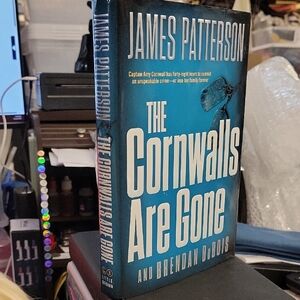 JAMES PATTERSON
Captain Amy Cornwall has forty-eight hours to commit
an unspeakable crime—or lose her family forever
THE
Cornwalls
Are Gone
AND BRENDAN DuBOIS
JAMES PATTERSON THE CORNWALLS ARE GONE